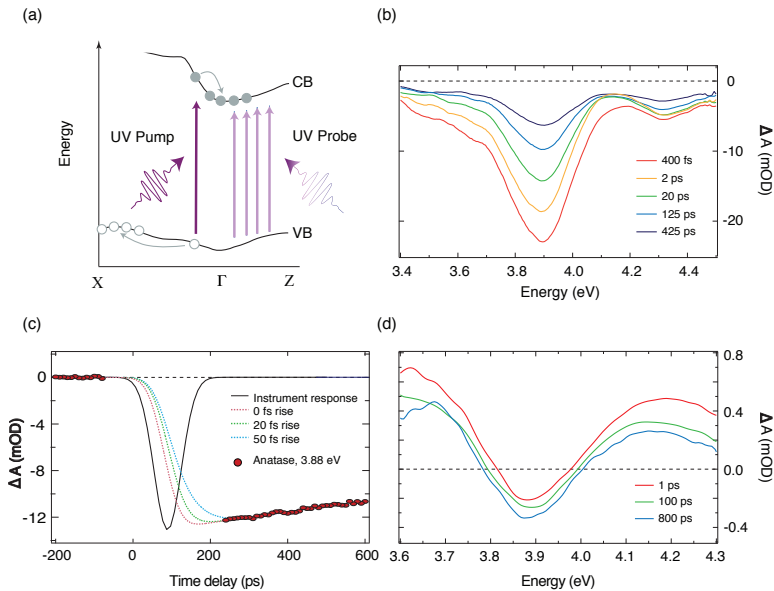 (a)
Energy
CB
UV Pump
UV Probe
VB
X
Γ
Z
(b)
0
-10
-20
Δ A (mOD)
400 fs
2 ps
20 ps
125 ps
425 ps
3.4 3.6 3.8 4.0 4.2 4.4
Energy (eV)
(c)
0
-4
-8
-12
Δ A (mOD)
Instrument response
0 fs rise
20 fs rise
50 fs rise
Anatase, 3.88 eV
-200 0 200 400 600
Time delay (ps)
(d)
0.8
0.4
0.0
-0.4
Δ A (mOD)
1 ps
100 ps
800 ps
3.6 3.7 3.8 3.9 4.0 4.1 4.2 4.3
Energy (eV)